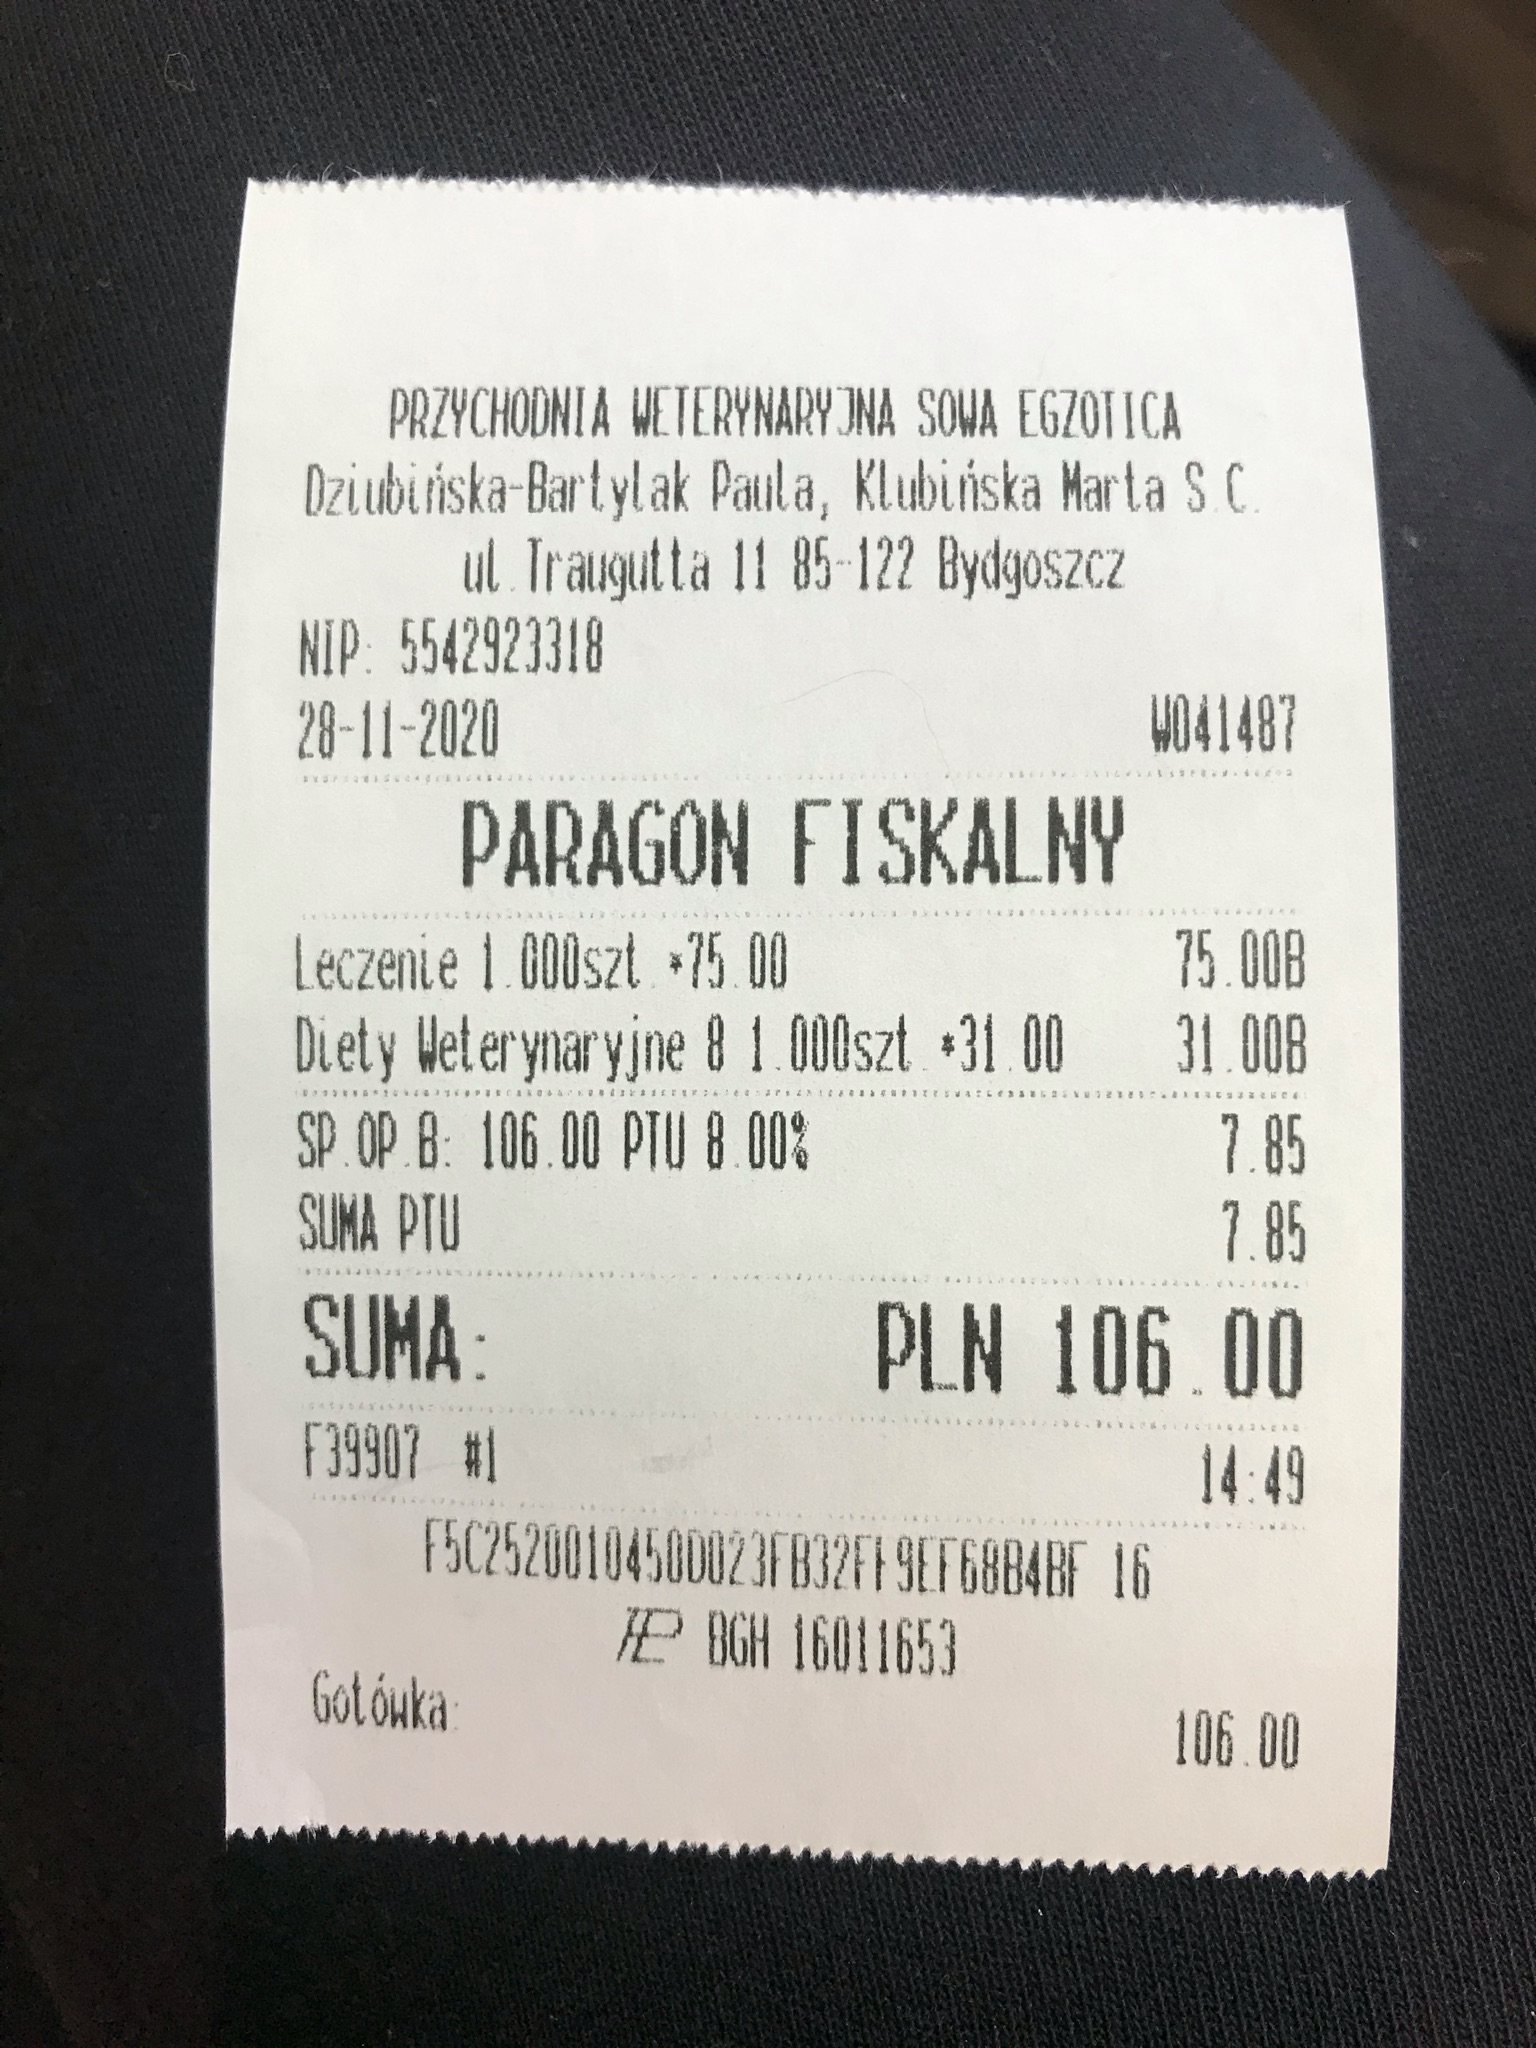 PRZYCHODNIA WETERYNARYJNA SOWA EGZOTICA
Dziubińska-Bartylak Paula, Klubińska Marta S.C.
ul.Traugutta 11 85-122 Bydgoszcz
NIP: 5542923318
28-11-2020 W041487
PARAGON FISKALNY
Leczenie 1.000szt.*75.00 75.00B
Diety Weterynaryjne 8 1.000szt.*31.00 31.00B
SP.OP.B: 106.00 PTU 8.00% 7.85
SUMA PTU 7.85
SUMA: PLN 106.00
F39907 #1 14:49
F5C2520010450D023FB32FF9EF68B4BF 16
BGH 16011653
Gotówka: 106.00